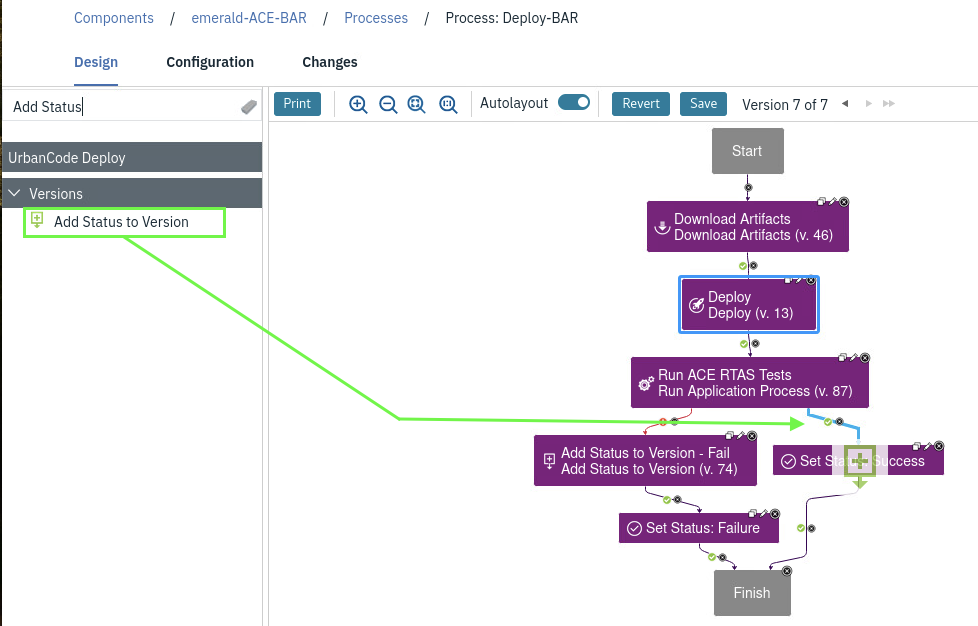 Components / emerald-ACE-BAR / Processes / Process: Deploy-BAR
Design Configuration Changes
Add Status
Print Autolayout Revert Save Version 7 of 7
UrbanCode Deploy
Versions
Add Status to Version
Start
Download Artifacts
Download Artifacts (v. 46)
Deploy
Deploy (v. 13)
Run ACE RTAS Tests
Run Application Process (v. 87)
Add Status to Version - Fail
Add Status to Version (v. 74)
Set Status: Success
Set Status: Failure
Finish